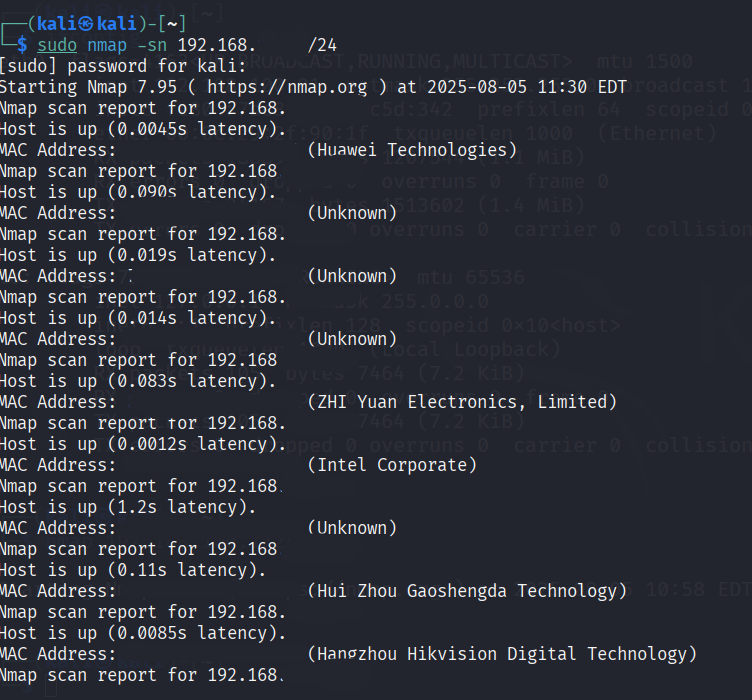 ┌──(kali㉿kali)-[~]
└─$ sudo nmap -sn 192.168. /24
[sudo] password for kali:
Starting Nmap 7.95 ( https://nmap.org ) at 2025-08-05 11:30 EDT
Nmap scan report for 192.168.
Host is up (0.0045s latency).
MAC Address: (Huawei Technologies)
Nmap scan report for 192.168
Host is up (0.090s latency).
MAC Address: (Unknown)
Nmap scan report for 192.168.
Host is up (0.019s latency).
MAC Address: (Unknown)
Nmap scan report for 192.168.
Host is up (0.014s latency).
MAC Address: (Unknown)
Nmap scan report for 192.168
Host is up (0.083s latency).
MAC Address: (ZHI Yuan Electronics, Limited)
Nmap scan report for 192.168.
Host is up (0.0012s latency).
MAC Address: (Intel Corporate)
Nmap scan report for 192.168.
Host is up (1.2s latency).
MAC Address: (Unknown)
Nmap scan report for 192.168
Host is up (0.11s latency).
MAC Address: (Hui Zhou Gaoshengda Technology)
Nmap scan report for 192.168.
Host is up (0.0085s latency).
MAC Address: (Hangzhou Hikvision Digital Technology)
Nmap scan report for 192.168.